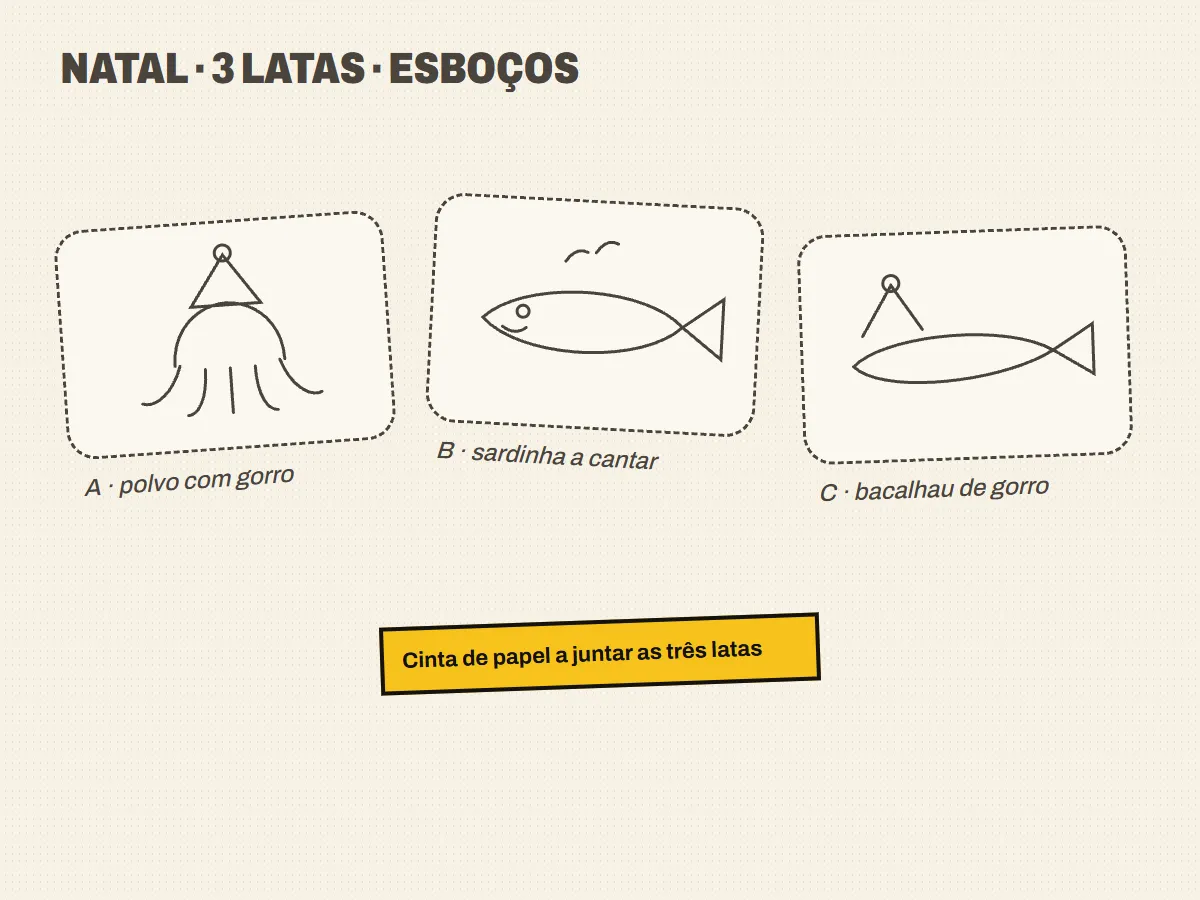 NATAL · 3 LATAS · ESBOÇOS
A · polvo com gorro
B · sardinha a cantar
C · bacalhau de gorro
Cinta de papel a juntar as três latas